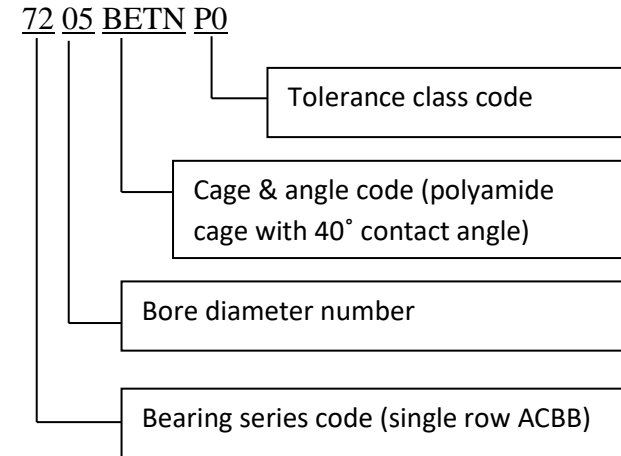 72 05 BETN P0
Tolerance class code
Cage & angle code (polyamide
cage with 40˚ contact angle)
Bore diameter number
Bearing series code (single row ACBB)